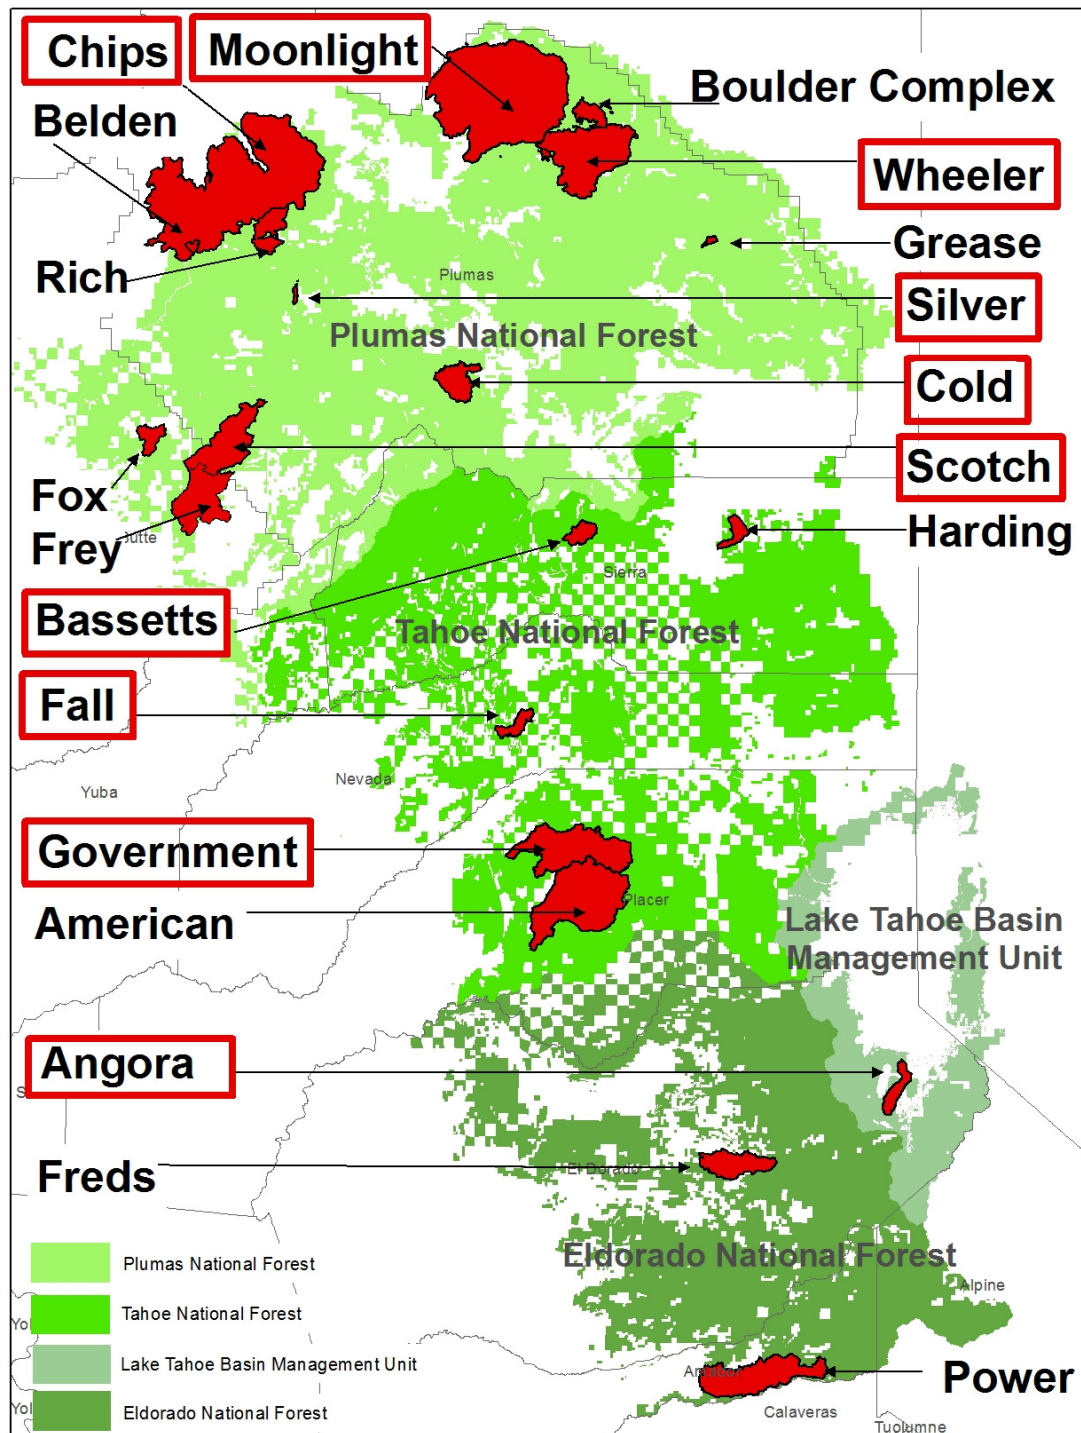 Chips
Moonlight
Boulder Complex
Belden
Wheeler
Grease
Rich
Plumas
Silver
Plumas National Forest
Cold
Scotch
Fox
Frey
Harding
Sierra
Bassetts
Tahoe National Forest
Fall
Nevada
Yuba
Government
Placer
American
Lake Tahoe Basin
Management Unit
Angora
Freds
El Dorado
Eldorado National Forest
Plumas National Forest
Alpine
Tahoe National Forest
Lake Tahoe Basin Management Unit
Power
Amador
Eldorado National Forest
Calaveras
Tuolumne